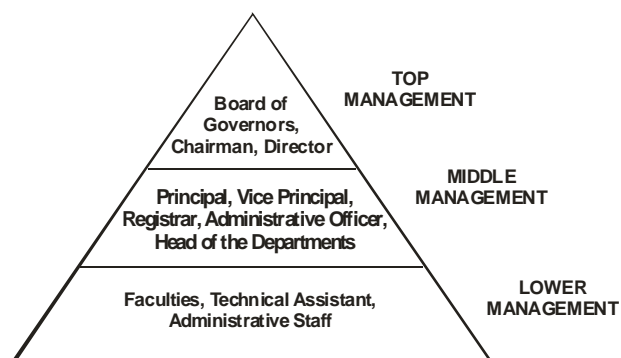 TOP
MANAGEMENT
Board of
Governors,
Chairman, Director
MIDDLE
MANAGEMENT
Principal, Vice Principal,
Registrar, Administrative Officer,
Head of the Departments
LOWER
MANAGEMENT
Faculties, Technical Assistant,
Administrative Staff